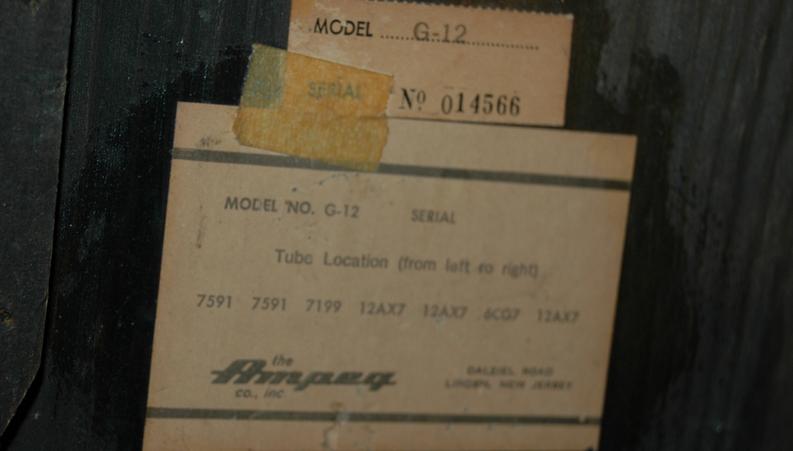 MODEL ........G-12................
SERIAL Nº 014566
MODEL NO. G-12 SERIAL
Tube Location (from left to right)
7591 7591 7199 12AX7 12AX7 6CG7 12AX7
the
Ampeg
co., inc.
DALZIEL ROAD
LINDEN, NEW JERSEY